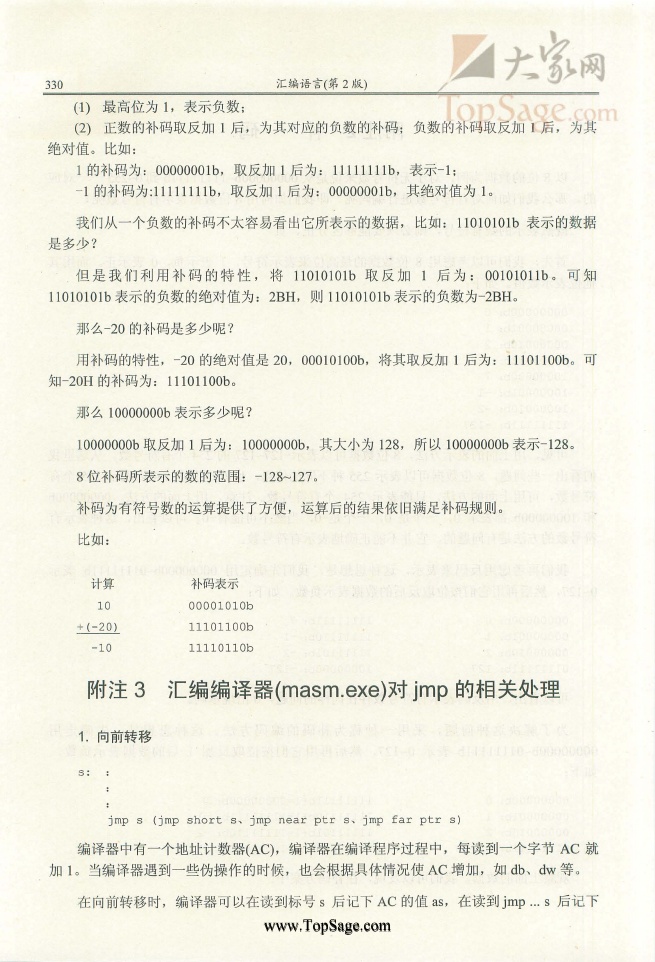 大家网
TopSage.com
330
汇编语言(第 2 版)
(1) 最高位为 1，表示负数；
(2) 正数的补码取反加 1 后，为其对应的负数的补码；负数的补码取反加 1 后，为其
绝对值。比如：
1 的补码为：00000001b，取反加 1 后为：11111111b，表示-1；
-1 的补码为:11111111b，取反加 1 后为：00000001b，其绝对值为 1。
我们从一个负数的补码不太容易看出它所表示的数据，比如：11010101b 表示的数据
是多少？
但是我们利用补码的特性，将 11010101b 取反加 1 后为：00101011b。可知
11010101b 表示的负数的绝对值为：2BH，则 11010101b 表示的负数为-2BH。
那么-20 的补码是多少呢？
用补码的特性，-20 的绝对值是 20，00010100b，将其取反加 1 后为：11101100b。可
知-20H 的补码为：11101100b。
那么 10000000b 表示多少呢？
10000000b 取反加 1 后为：10000000b，其大小为 128，所以 10000000b 表示-128。
8 位补码所表示的数的范围：-128~127。
补码为有符号数的运算提供了方便，运算后的结果依旧满足补码规则。
比如：
计算 补码表示
10 00001010b
+(-20) 11101100b
-10 11110110b
附注 3 汇编编译器(masm.exe)对 jmp 的相关处理
1. 向前转移
s: :
:
:
jmp s (jmp short s、jmp near ptr s、jmp far ptr s)
编译器中有一个地址计数器(AC)，编译器在编译程序过程中，每读到一个字节 AC 就
加 1。当编译器遇到一些伪操作的时候，也会根据具体情况使 AC 增加，如 db、dw 等。
在向前转移时，编译器可以在读到标号 s 后记下 AC 的值 as，在读到 jmp ... s 后记下
www.TopSage.com